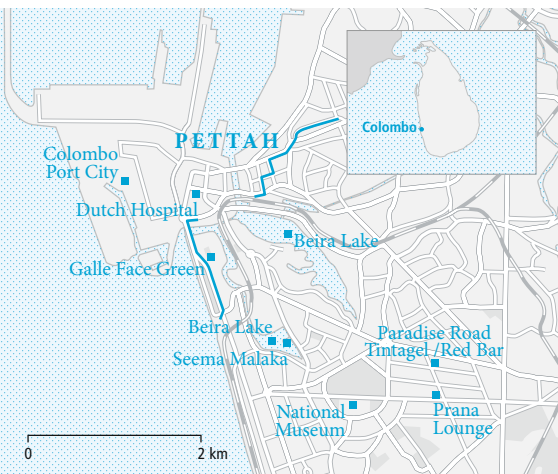 Colombo
PETTAH
Colombo
Port City
Dutch Hospital
Beira Lake
Galle Face Green
Beira Lake
Seema Malaka
Paradise Road
Tintagel /Red Bar
National
Museum
Prana
Lounge
0
2 km